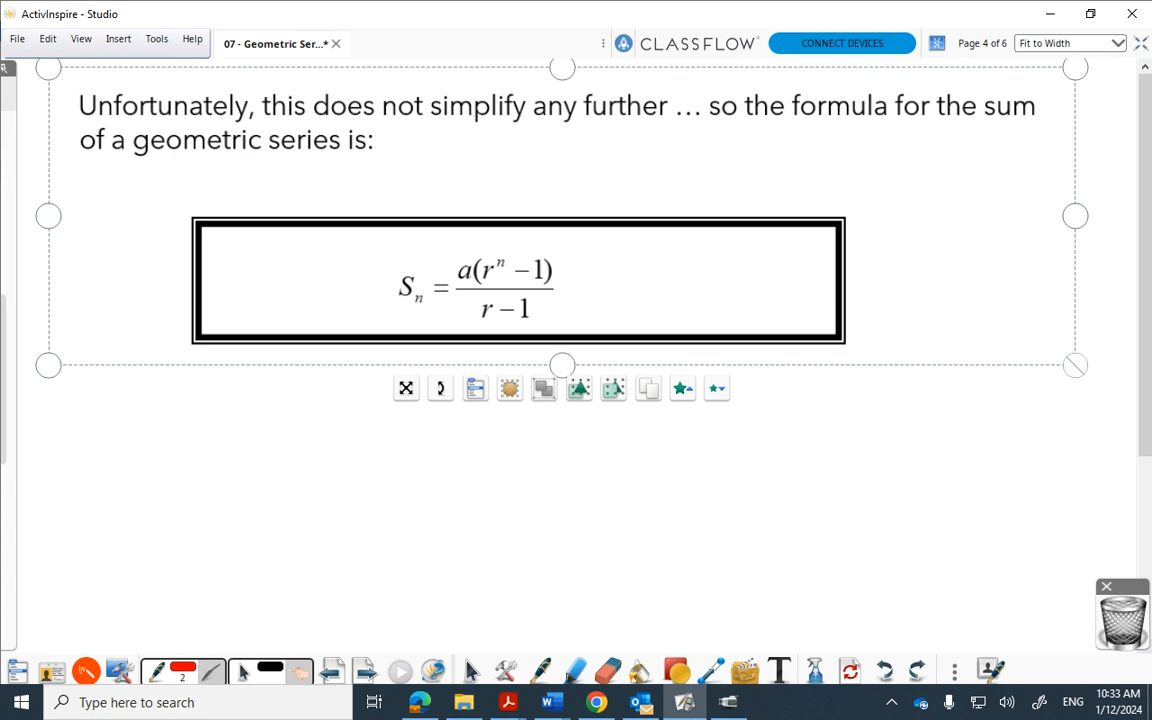 ActivInspire - Studio
File Edit View Insert Tools Help
07 - Geometric Ser...*
CLASSFLOW
CONNECT DEVICES
Page 4 of 6
Fit to Width
Unfortunately, this does not simplify any further … so the formula for the sum
of a geometric series is:
Sₙ = a(rⁿ – 1) / (r – 1)
2
Type here to search
ENG
10:33 AM
1/12/2024